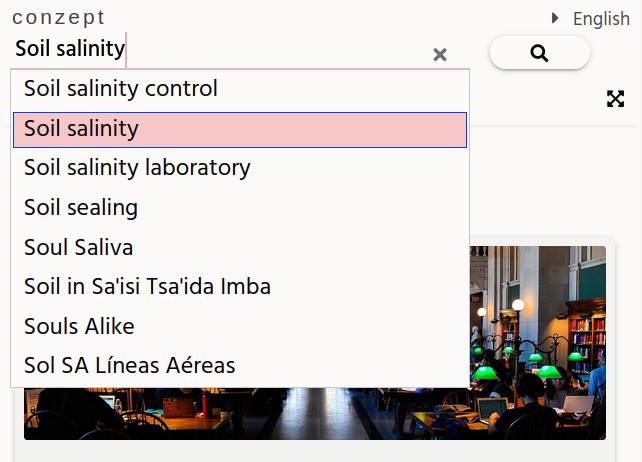 conzept
English
Soil salinity
Soil salinity control
Soil salinity
Soil salinity laboratory
Soil sealing
Soul Saliva
Soil in Sa'isi Tsa'ida Imba
Souls Alike
Sol SA Líneas Aéreas